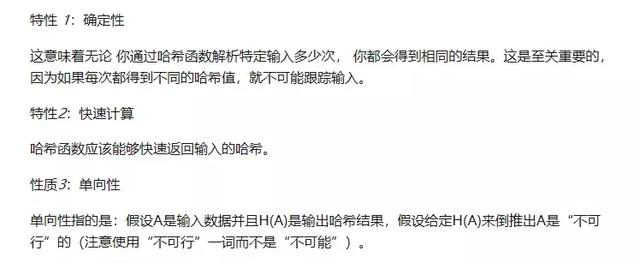 特性 1：确定性
这意味着无论 你通过哈希函数解析特定输入多少次， 你都会得到相同的结果。这是至关重要的，
因为如果每次都得到不同的哈希值，就不可能跟踪输入。
特性2：快速计算
哈希函数应该能够快速返回输入的哈希。
性质3：单向性
单向性指的是：假设A是输入数据并且H(A)是输出哈希结果，假设给定H(A)来倒推出A是“不可
行”的（注意使用“不可行”一词而不是“不可能”）。